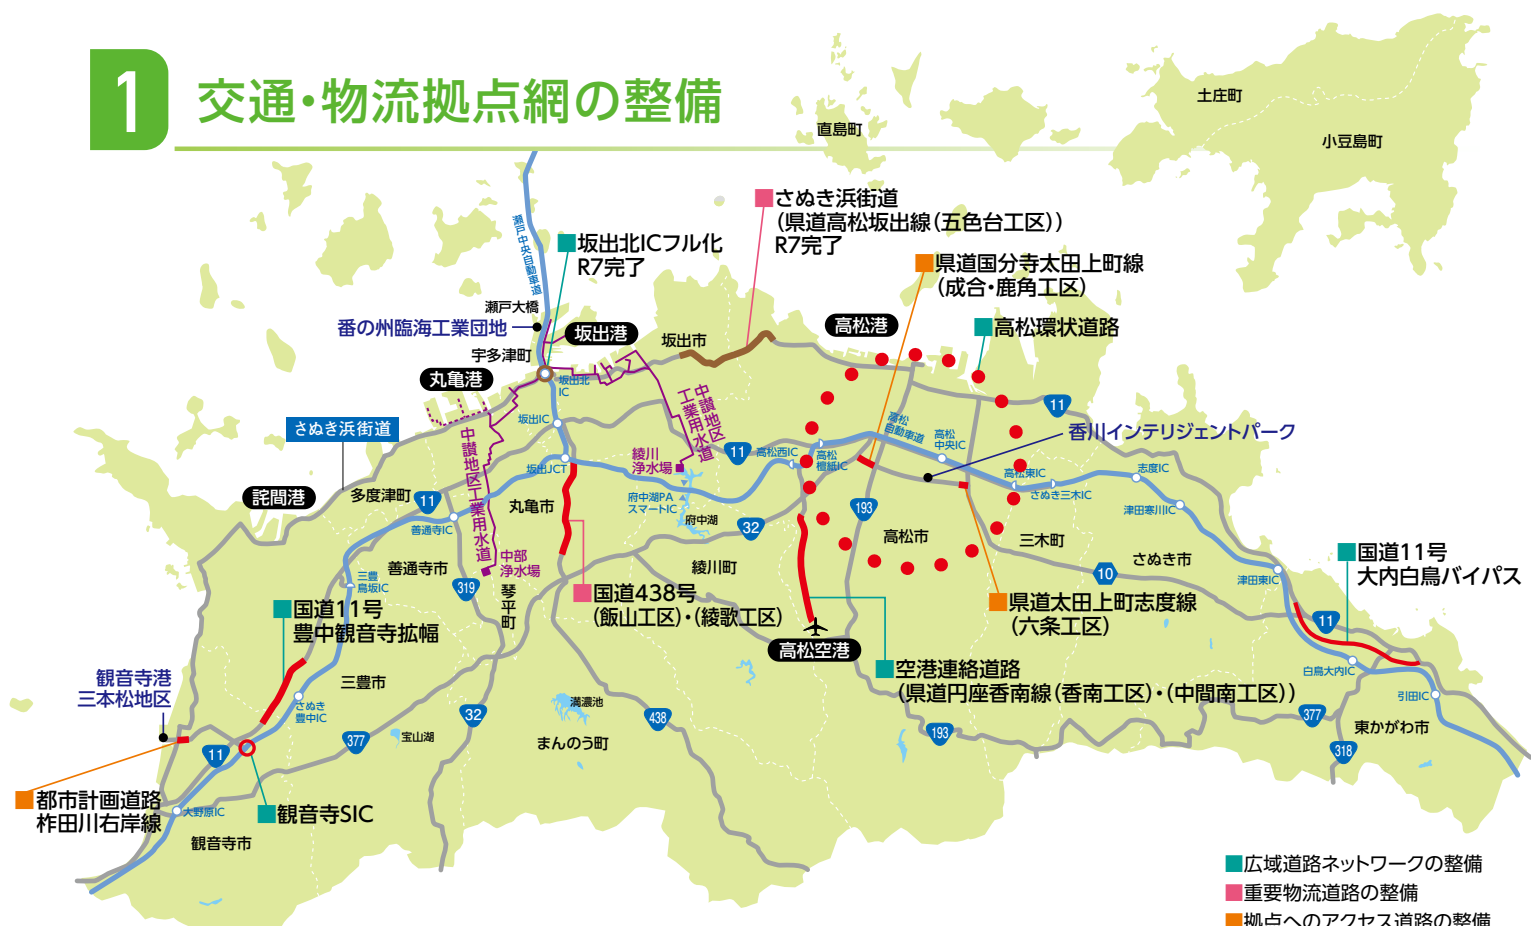 1
交通・物流拠点網の整備
土庄町
小豆島町
直島町
さぬき浜街道
（県道高松坂出線（五色台工区））
R7完了
坂出北ICフル化
R7完了
瀬戸中央自動車道
県道国分寺太田上町線
（成合・鹿角工区）
瀬戸大橋
番の州臨海工業団地
坂出港
坂出市
高松港
高松環状道路
宇多津町
丸亀港
坂出北
IC
中讃地区
工業用水道
11
さぬき浜街道
坂出IC
高松
自動車道
高松
中央IC
香川インテリジェントパーク
中讃地区工業用水道
綾川
浄水場
11
高松西IC
高松
檀紙IC
坂出JCT
高松東IC
さぬき三木IC
志度IC
詫間港
多度津町
11
丸亀市
府中湖PA
スマートIC
府中湖
32
193
津田寒川IC
善通寺IC
高松市
三木町
さぬき市
国道11号
大内白鳥バイパス
中部
浄水場
善通寺市
三豊
鳥坂IC
319
琴平町
綾川町
10
津田東IC
国道438号
（飯山工区）・（綾歌工区）
県道太田上町志度線
（六条工区）
国道11号
豊中観音寺拡幅
11
高松空港
空港連絡道路
（県道円座香南線（香南工区）・（中間南工区））
白鳥大内IC
観音寺港
三本松地区
三豊市
さぬき
豊中IC
引田IC
満濃池
32
438
377
東かがわ市
11
377
宝山湖
まんのう町
193
318
都市計画道路
柞田川右岸線
大野原IC
観音寺SIC
観音寺市
広域道路ネットワークの整備
重要物流道路の整備
拠点へのアクセス道路の整備